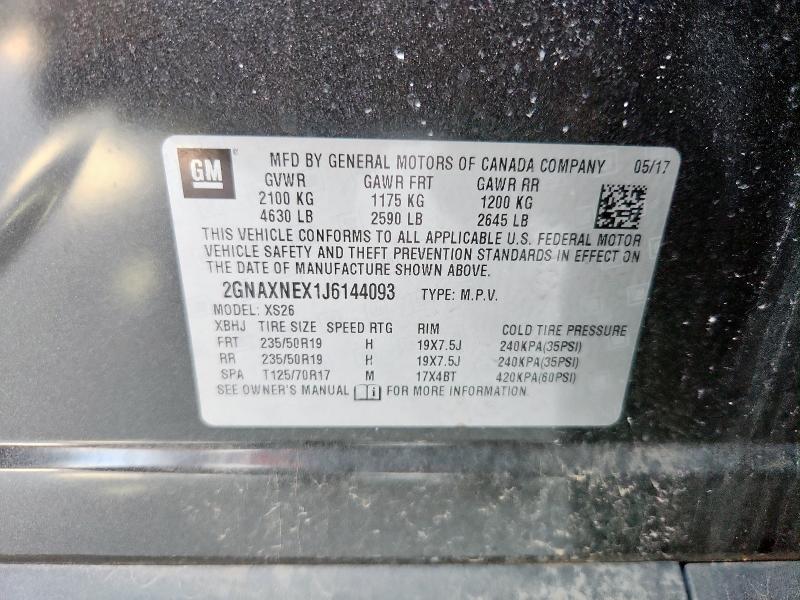 GM MFD BY GENERAL MOTORS OF CANADA COMPANY 05/17
GVWR GAWR FRT GAWR RR
2100 KG 1175 KG 1200 KG
4630 LB 2590 LB 2645 LB
THIS VEHICLE CONFORMS TO ALL APPLICABLE U.S. FEDERAL MOTOR
VEHICLE SAFETY AND THEFT PREVENTION STANDARDS IN EFFECT ON
THE DATE OF MANUFACTURE SHOWN ABOVE.
2GNAXNEX1J6144093 TYPE: M.P.V.
MODEL: XS26
XBHJ TIRE SIZE SPEED RTG RIM COLD TIRE PRESSURE
FRT 235/50R19 H 19X7.5J 240KPA(35PSI)
RR 235/50R19 H 19X7.5J 240KPA(35PSI)
SPA T125/70R17 M 17X4BT 420KPA(60PSI)
SEE OWNER'S MANUAL FOR MORE INFORMATION.